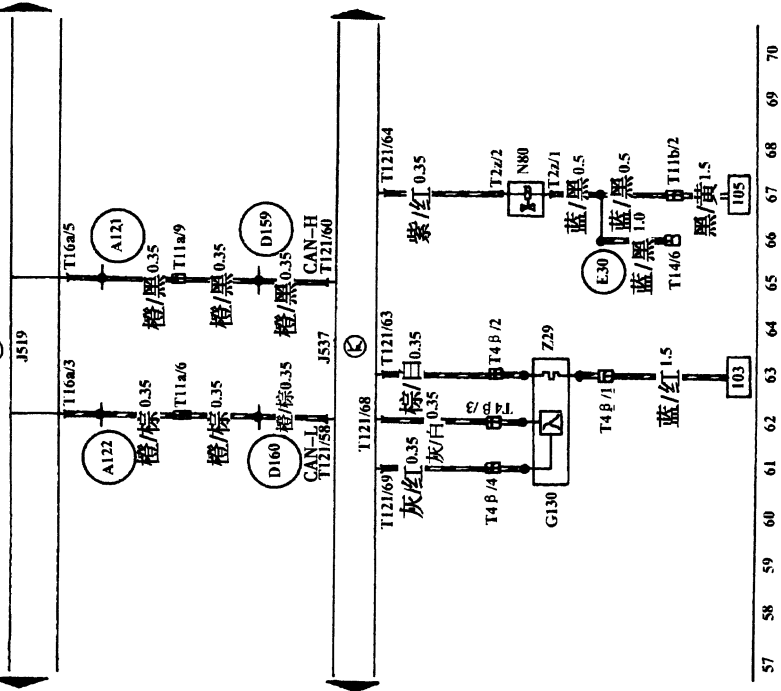 J519
T16a/3
T16a/5
A122
A121
橙/棕 0.35
橙/黑 0.35
T11a/6
T11a/9
橙/棕 0.35
橙/黑 0.35
D160
D159
橙/棕 0.35
橙/黑 0.35
CAN-L
CAN-H
T121/58
J537
T121/60
K
T121/69
T121/68
T121/63
T121/64
灰/红 0.35
灰/白 0.35
棕/白 0.35
紫/红 0.35
T4β/4
T4β/3
T4β/2
T2z/2
G130
Z29
N80
T2z/1
T4β/1
蓝/黑 0.5
E30
蓝/黑 0.5
蓝/黑 1.0
T14/6
T11b/2
蓝/红 1.5
黑/黄 1.5
103
105
57 58 59 60 61 62 63 64 65 66 67 68 69 70